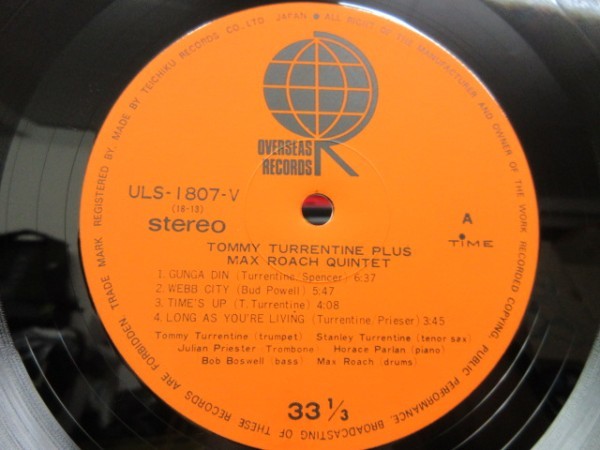 TRADE MARK REGISTERED BY. MADE BY TEICHIKU RECORDS CO., LTD JAPAN • ALL RIGHT OF THE MANUFACTURER AND OWNER OF THE WORK RECORDED COPYING, PUBLIC PERFORMANCE, BROADCASTING OF THESE RECORDS ARE FORBIDDEN.
OVERSEAS
RECORDS
ULS-1807-V
(16-13)
stereo
A
TIME
TOMMY TURRENTINE PLUS
MAX ROACH QUINTET
1. GUNGA DIN (Turrentine, Spencer) 6:37
2. WEBB CITY (Bud Powell) 5:47
3. TIME'S UP (T. Turrentine) 4:08
4. LONG AS YOU'RE LIVING (Turrentine, Prieser) 3:45
Tommy Turrentine (trumpet) Stanley Turrentine (tenor sax)
Julian Priester Trombone Horace Parlan (piano)
Bob Boswell (bass) Max Roach (drums)
33 1/3